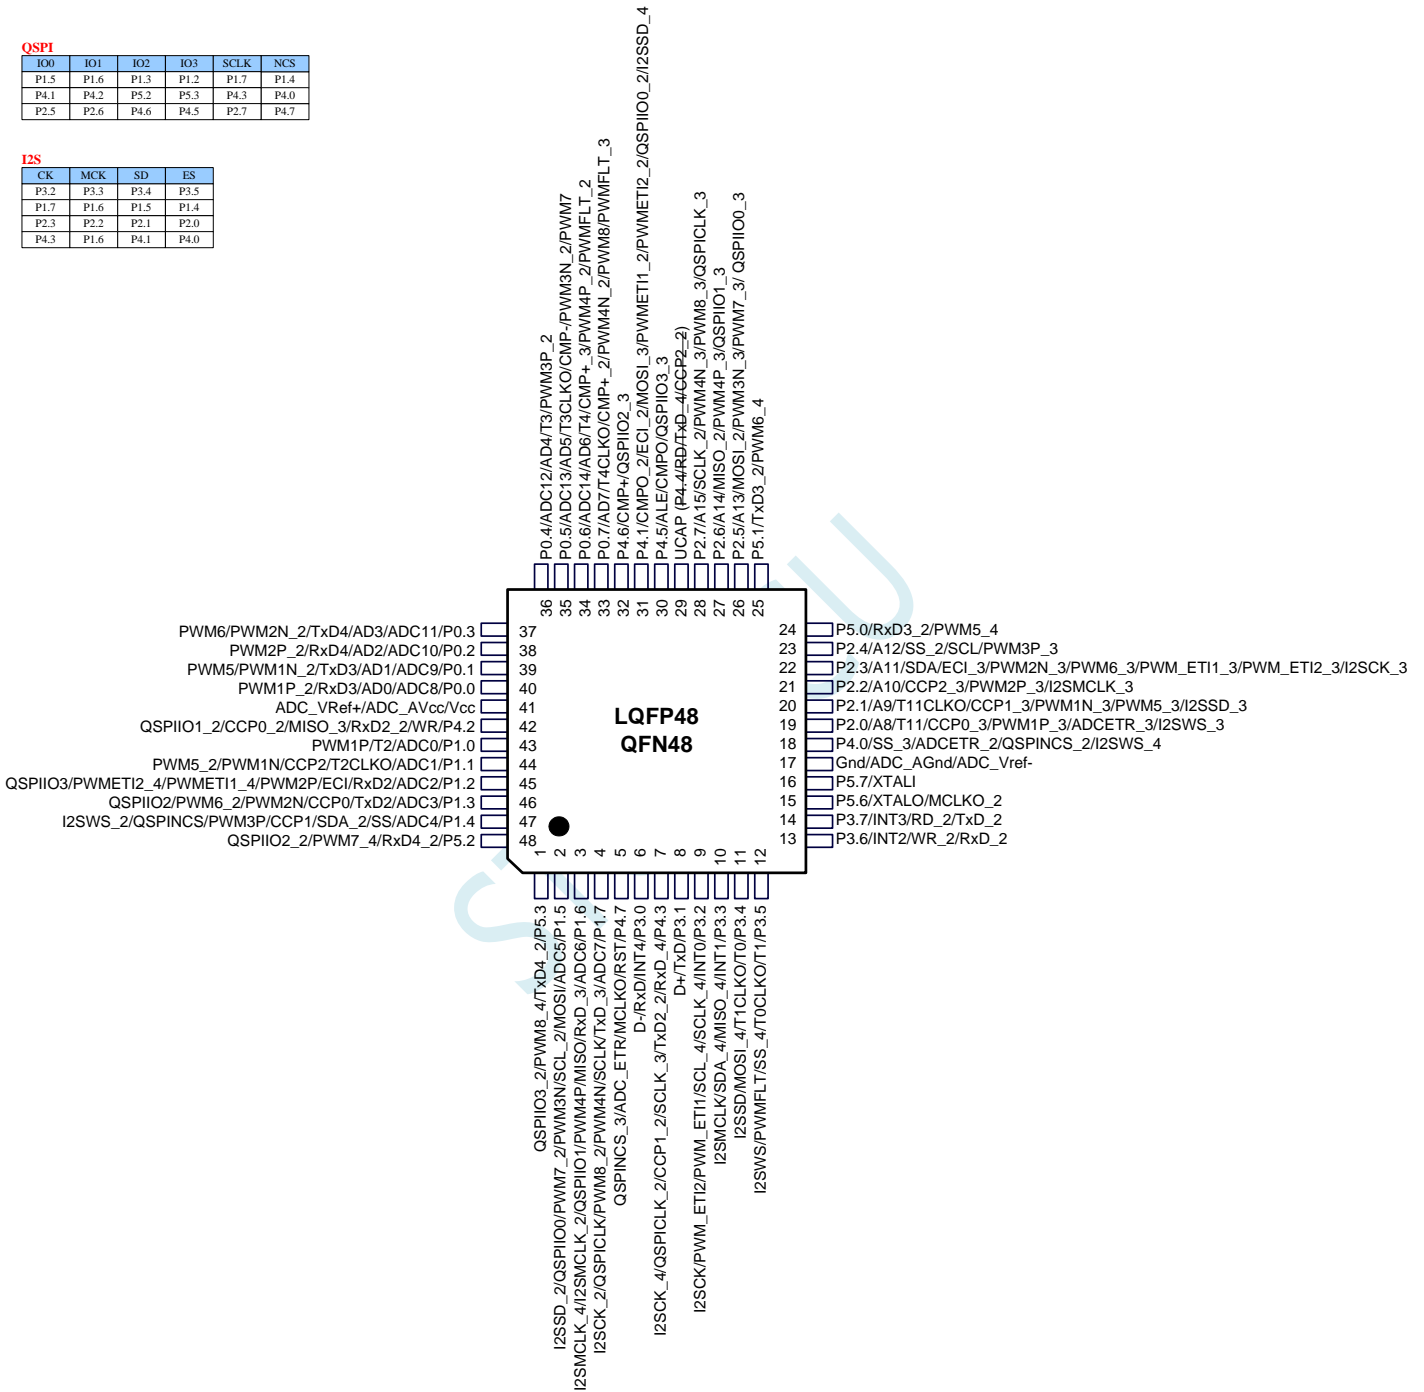 QSPI
IO0 IO1 IO2 IO3 SCLK NCS
P1.5 P1.6 P1.3 P1.2 P1.7 P1.4
P4.1 P4.2 P5.2 P5.3 P4.3 P4.0
P2.5 P2.6 P4.6 P4.5 P2.7 P4.7
I2S
CK MCK SD ES
P3.2 P3.3 P3.4 P3.5
P1.7 P1.6 P1.5 P1.4
P2.3 P2.2 P2.1 P2.0
P4.3 P1.6 P4.1 P4.0
P0.4/ADC12/AD4/T3/PWM3P_2
P0.5/ADC13/AD5/T3CLKO/CMP-/PWM3N_2/PWM7
P0.6/ADC14/AD6/T4/CMP+_3/PWM4P_2/PWMFLT_2
P0.7/AD7/T4CLKO/CMP+_2/PWM4N_2/PWM8/PWMFLT_3
P4.6/CMP+/QSPIIO2_3
P4.1/CMPO_2/ECI_2/MOSI_3/PWMETI1_2/PWMETI2_2/QSPIIO0_2/I2SSD_4
P4.5/ALE/CMPO/QSPIIO3_3
UCAP (P4.4/RD/TxD_4/CCP2_2)
P2.7/A15/SCLK_2/PWM4N_3/PWM8_3/QSPICLK_3
P2.6/A14/MISO_2/PWM4P_3/QSPIIO1_3
P2.5/A13/MOSI_2/PWM3N_3/PWM7_3/ QSPIIO0_3
P5.1/TxD3_2/PWM6_4
36 35 34 33 32 31 30 29 28 27 26 25
PWM6/PWM2N_2/TxD4/AD3/ADC11/P0.3 37
PWM2P_2/RxD4/AD2/ADC10/P0.2 38
PWM5/PWM1N_2/TxD3/AD1/ADC9/P0.1 39
PWM1P_2/RxD3/AD0/ADC8/P0.0 40
ADC_VRef+/ADC_AVcc/Vcc 41
QSPIIO1_2/CCP0_2/MISO_3/RxD2_2/WR/P4.2 42
PWM1P/T2/ADC0/P1.0 43
PWM5_2/PWM1N/CCP2/T2CLKO/ADC1/P1.1 44
QSPIIO3/PWMETI2_4/PWMETI1_4/PWM2P/ECI/RxD2/ADC2/P1.2 45
QSPIIO2/PWM6_2/PWM2N/CCP0/TxD2/ADC3/P1.3 46
I2SWS_2/QSPINCS/PWM3P/CCP1/SDA_2/SS/ADC4/P1.4 47
QSPIIO2_2/PWM7_4/RxD4_2/P5.2 48
LQFP48
QFN48
24 P5.0/RxD3_2/PWM5_4
23 P2.4/A12/SS_2/SCL/PWM3P_3
22 P2.3/A11/SDA/ECI_3/PWM2N_3/PWM6_3/PWM_ETI1_3/PWM_ETI2_3/I2SCK_3
21 P2.2/A10/CCP2_3/PWM2P_3/I2SMCLK_3
20 P2.1/A9/T11CLKO/CCP1_3/PWM1N_3/PWM5_3/I2SSD_3
19 P2.0/A8/T11/CCP0_3/PWM1P_3/ADCETR_3/I2SWS_3
18 P4.0/SS_3/ADCETR_2/QSPINCS_2/I2SWS_4
17 Gnd/ADC_AGnd/ADC_Vref-
16 P5.7/XTALI
15 P5.6/XTALO/MCLKO_2
14 P3.7/INT3/RD_2/TxD_2
13 P3.6/INT2/WR_2/RxD_2
1 2 3 4 5 6 7 8 9 10 11 12
QSPIIO3_2/PWM8_4/TxD4_2/P5.3
I2SSD_2/QSPIIO0/PWM7_2/PWM3N/SCL_2/MOSI/ADC5/P1.5
I2SMCLK_4/I2SMCLK_2/QSPIIO1/PWM4P/MISO/RxD_3/ADC6/P1.6
I2SCK_2/QSPICLK/PWM8_2/PWM4N/SCLK/TxD_3/ADC7/P1.7
QSPINCS_3/ADC_ETR/MCLKO/RST/P4.7
D-/RxD/INT4/P3.0
I2SCK_4/QSPICLK_2/CCP1_2/SCLK_3/TxD2_2/RxD_4/P4.3
D+/TxD/P3.1
I2SCK/PWM_ETI2/PWM_ETI1/SCL_4/SCLK_4/INT0/P3.2
I2SMCLK/SDA_4/MISO_4/INT1/P3.3
I2SSD/MOSI_4/T1CLKO/T0/P3.4
I2SWS/PWMFLT/SS_4/T0CLKO/T1/P3.5